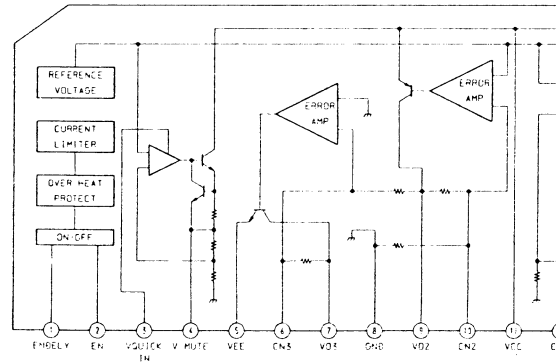 REFERENCE
VOLTAGE
CURRENT
LIMITER
OVER HEAT
PROTECT
ON-OFF
ERROR
AMP
ERROR
AMP
1 2 3 4 5 6 7 8 9 10 11
EMBELY EN VQUICK IN V MUTE VEE CN3 VO3 GND VO2 CN2 VCC